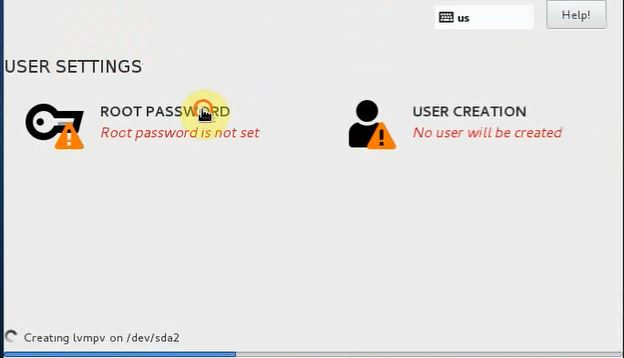 us
Help!
USER SETTINGS
ROOT PASSWORD
Root password is not set
USER CREATION
No user will be created
Creating lvmpv on /dev/sda2